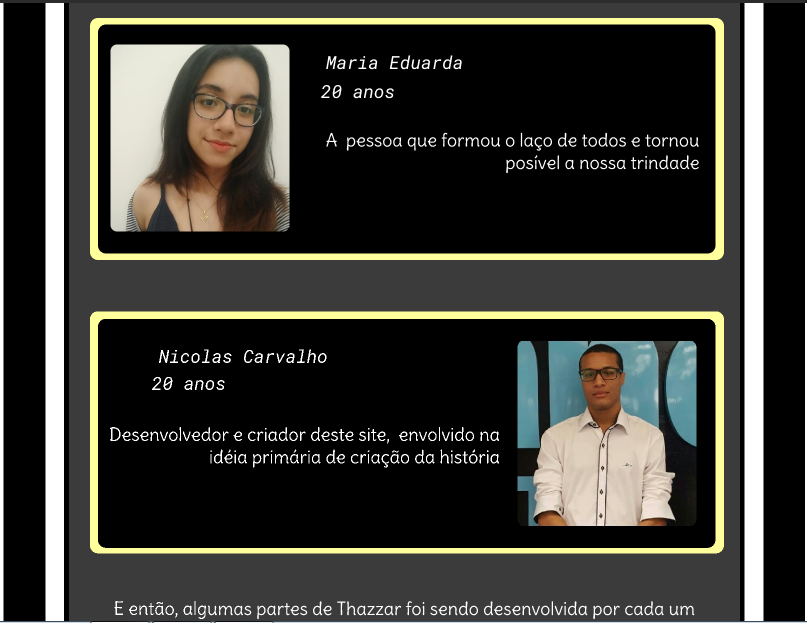 Maria Eduarda
20 anos
A pessoa que formou o laço de todos e tornou
posível a nossa trindade
Nicolas Carvalho
20 anos
Desenvolvedor e criador deste site, envolvido na
idéia primária de criação da história
E então, algumas partes de Thazzar foi sendo desenvolvida por cada um